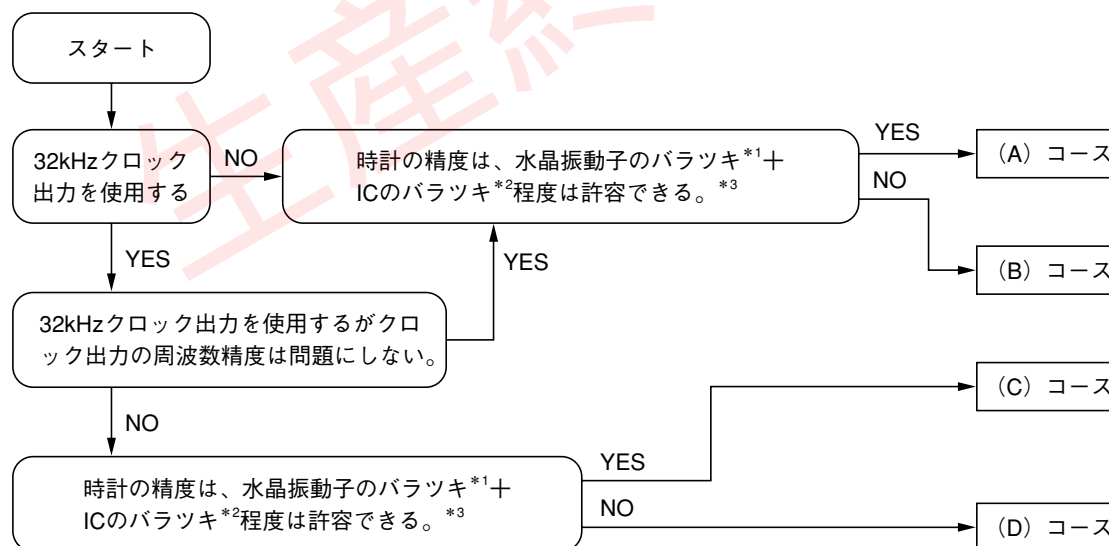 スタート
32kHzクロック
出力を使用する
NO
時計の精度は、水晶振動子のバラツキ*1+
ICのバラツキ*2程度は許容できる。*3
YES
(A)コース
NO
(B)コース
YES
YES
32kHzクロック出力を使用するがクロ
ック出力の周波数精度は問題にしない。
(C)コース
NO
時計の精度は、水晶振動子のバラツキ*1+
ICのバラツキ*2程度は許容できる。*3
YES
NO
(D)コース
生産